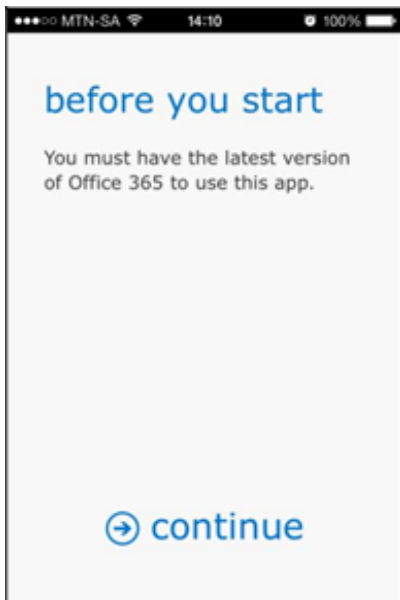 MTN-SA 14:10 100%
before you start
You must have the latest version
of Office 365 to use this app.
continue